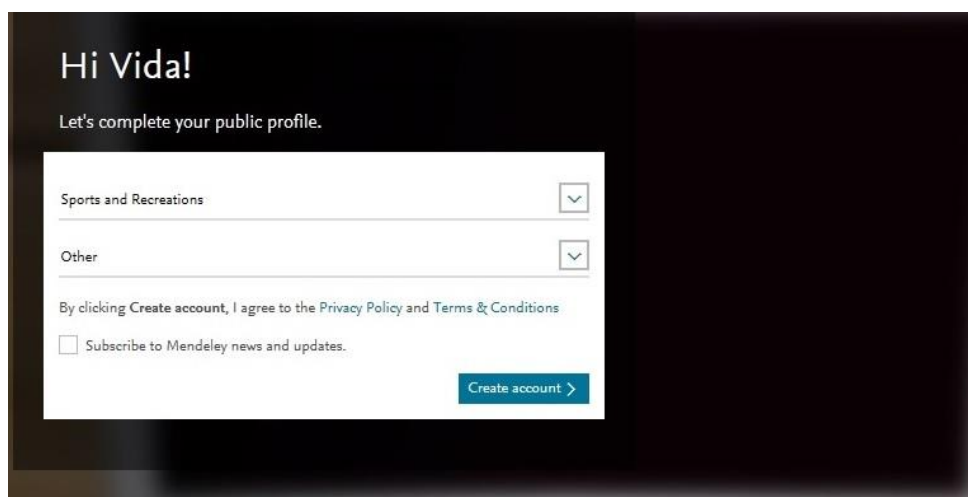 Hi Vida!
Let's complete your public profile.
Sports and Recreations
Other
By clicking Create account, I agree to the Privacy Policy and Terms & Conditions
Subscribe to Mendeley news and updates.
Create account >